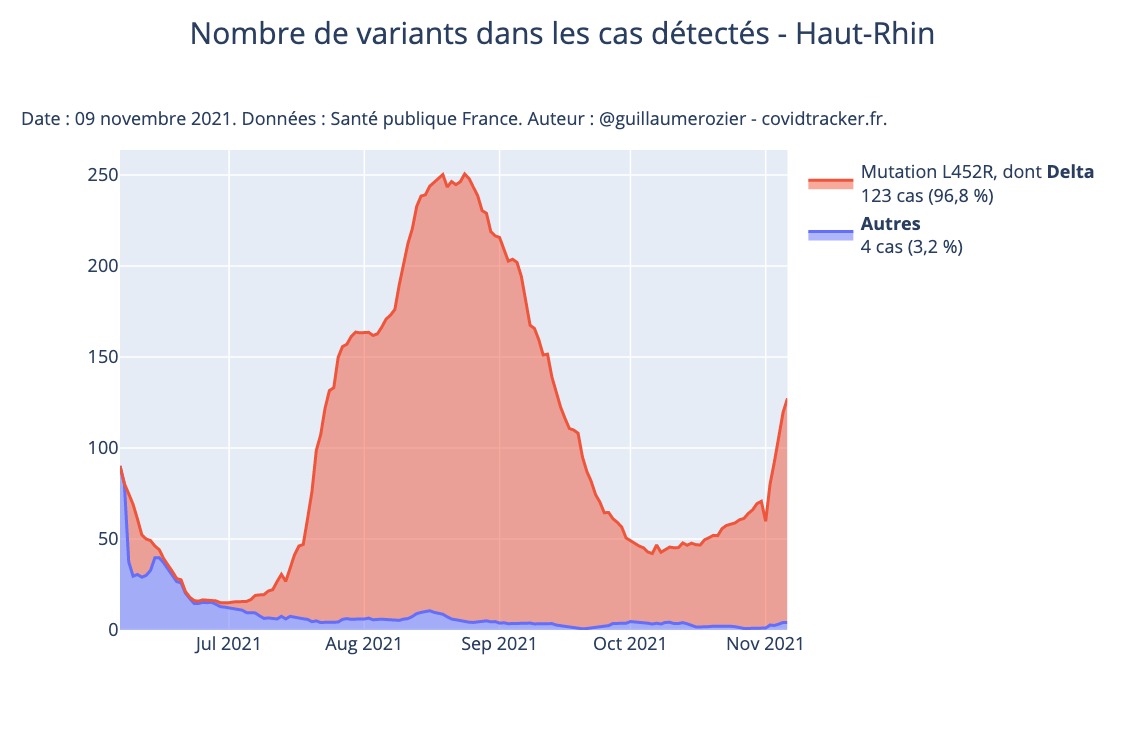 Nombre de variants dans les cas détectés - Haut-Rhin
Date : 09 novembre 2021. Données : Santé publique France. Auteur : @guillaumerozier - covidtracker.fr.
250
200
150
100
50
0
Jul 2021
Aug 2021
Sep 2021
Oct 2021
Nov 2021
Mutation L452R, dont Delta
123 cas (96,8 %)
Autres
4 cas (3,2 %)